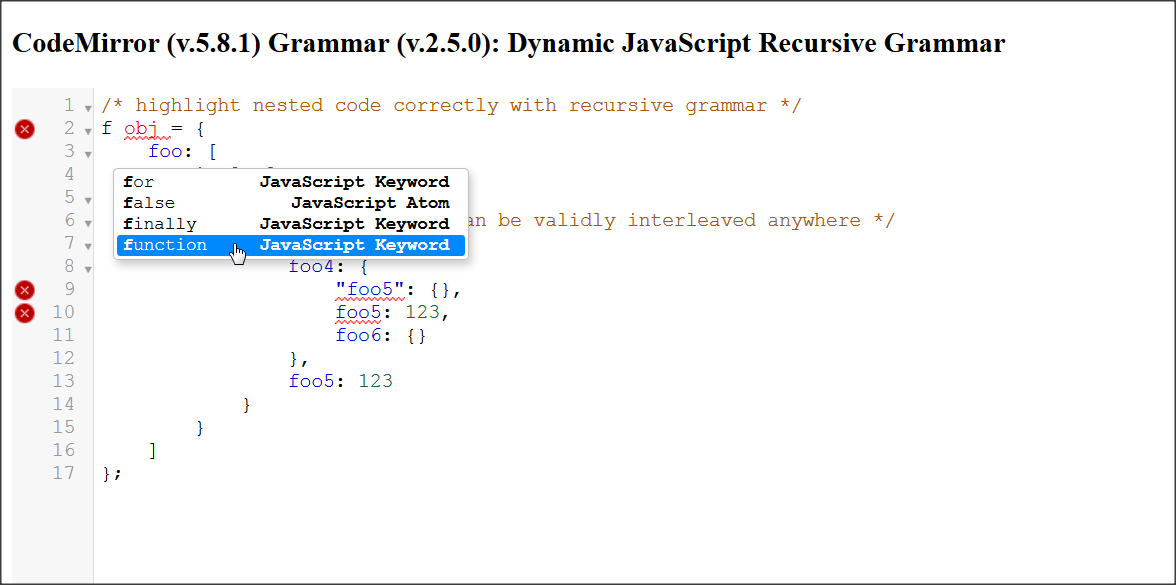 CodeMirror (v.5.8.1) Grammar (v.2.5.0): Dynamic JavaScript Recursive Grammar
1 /* highlight nested code correctly with recursive grammar */
2 f obj = {
3 foo: [
4
for JavaScript Keyword
5
false JavaScript Atom
6 an be validly interleaved anywhere */
finally JavaScript Keyword
7
function JavaScript Keyword
8 foo4: {
9 "foo5": {},
10 foo5: 123,
11 foo6: {}
12 },
13 foo5: 123
14 }
15 }
16 ]
17 };